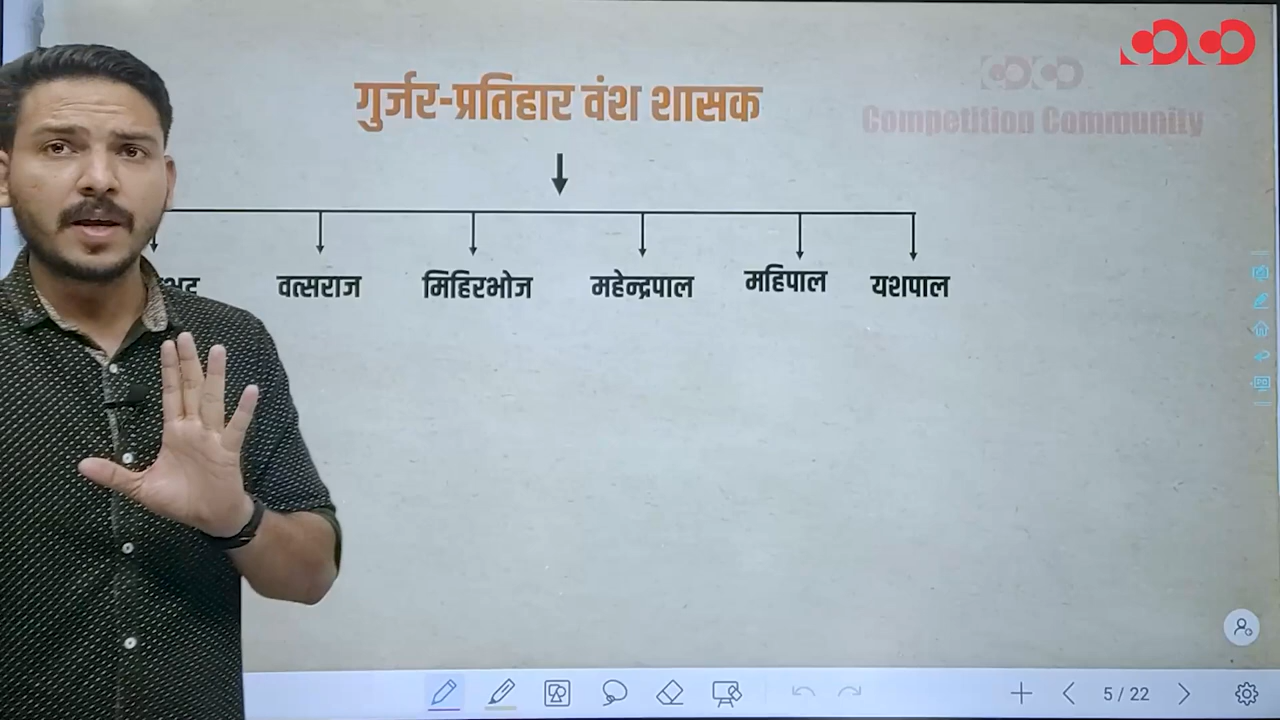 गुर्जर-प्रतिहार वंश शासक
Competition Community
वत्सराज मिहिरभोज महेन्द्रपाल महिपाल यशपाल
5 / 22